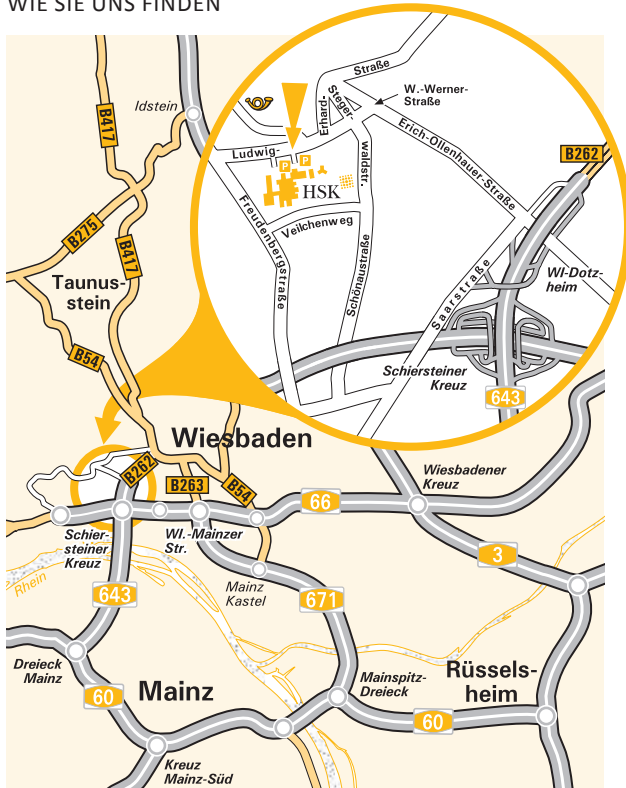 WIE SIE UNS FINDEN
Idstein
B417
B275
B417
Taunus-
stein
B54
Straße
W.-Werner-
Straße
Steger-
Erhard-
Ludwig-
waldstr.
Erich-Ollenhauer-Straße
B262
P
P
HSK
Veilchenweg
Freudenbergstraße
Schönaustraße
Saarstraße
WI-Dotz-
heim
Schiersteiner
Kreuz
643
Wiesbaden
B262
B263
B54
66
Wiesbadener
Kreuz
3
Schier-
steiner
Kreuz
WI.-Mainzer
Str.
Rhein
643
Mainz
Kastel
671
Dreieck
Mainz
60
Mainz
Mainspitz-
Dreieck
Rüssels-
heim
60
Kreuz
Mainz-Süd